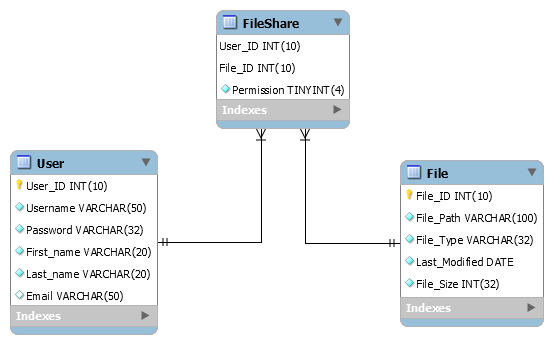 FileShare
User_ID INT(10)
File_ID INT(10)
Permission TINYINT(4)
Indexes
User
User_ID INT(10)
Username VARCHAR(50)
Password VARCHAR(32)
First_name VARCHAR(20)
Last_name VARCHAR(20)
Email VARCHAR(50)
Indexes
File
File_ID INT(10)
File_Path VARCHAR(100)
File_Type VARCHAR(32)
Last_Modified DATE
File_Size INT(32)
Indexes